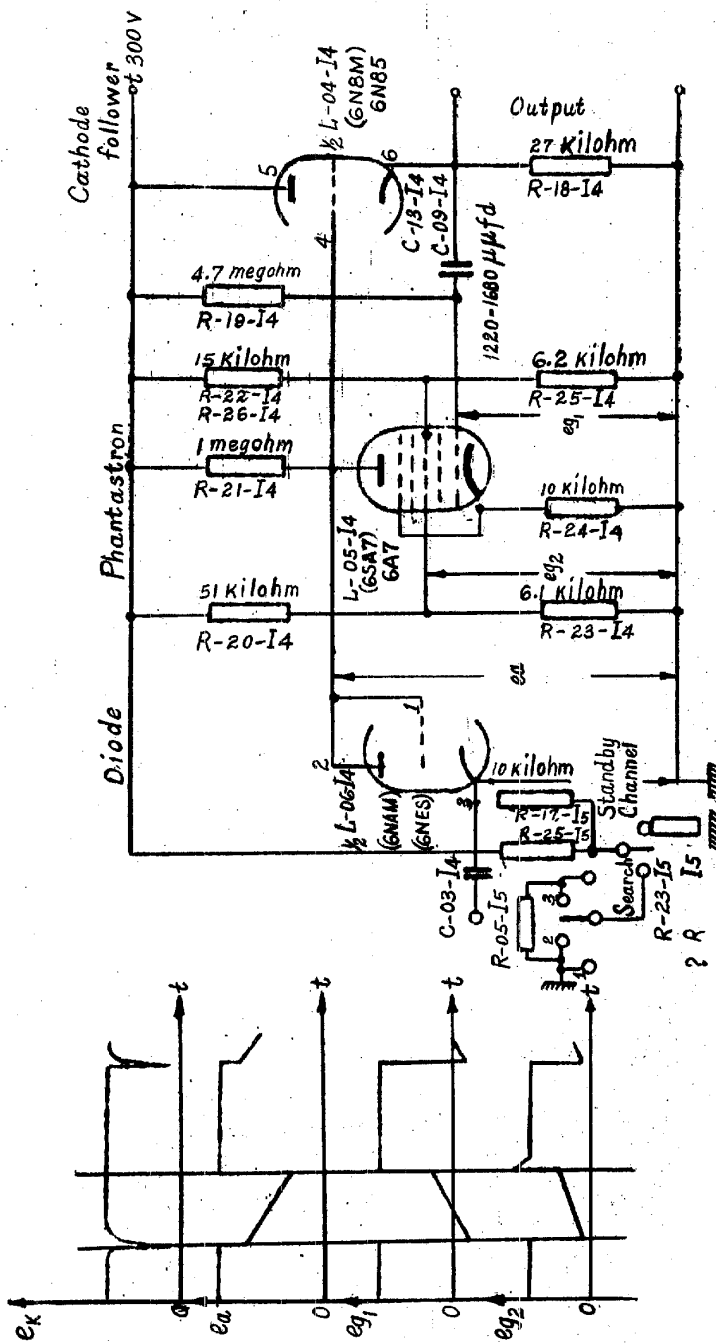 Diode
Phantastron
Cathode
follower
t 300 V
51 Kilohm
R-20-I4
1 megohm
R-21-I4
15 Kilohm
R-22-I4
R-26-I4
4.7 megohm
R-19-I4
5
4
6
½ L-04-I4
(6N8M)
6N85
2
1
3
½ L-06-I4
(6NAM)
(6NES)
L-05-I4
(6SA7)
6A7
C-13-I4
C-09-I4
1220-1680 µµfd
Output
27 Kilohm
R-18-I4
6.2 Kilohm
R-25-I4
eg1
10 Kilohm
R-24-I4
eg2
6.1 Kilohm
R-23-I4
ea
10 Kilohm
R-17-I5
R-25-I5
C-03-I4
R-05-I5
Standby
Channel
Search
1
2
3
R-23-I5
I5
? R
eK
0
t
ea
0
t
eg1
0
t
eg2
0
t